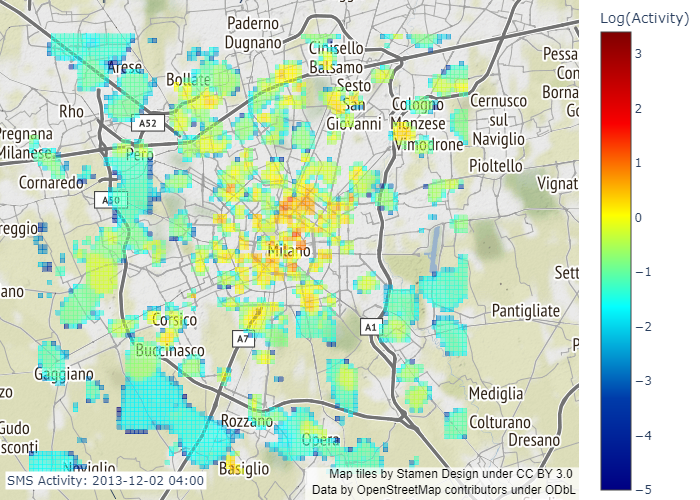 Log(Activity)
3
2
1
0
−1
−2
−3
−4
−5
Paderno
Dugnano
Cinisello
Balsamo
Arese
Bollate
Sesto
San
Giovanni
Cologno
Monzese
Cernusco
sul
Naviglio
Pessa
Con
Borna
Go
Rho
A52
Vimodrone
Pregnana
Milanese
Pero
Pioltello
Cornaredo
A50
Vignat
reggio
Milano
Sett
ano
Pantigliate
Corsico
A7
A1
Buccinasco
P
Gaggiano
Mediglia
zo
Rozzano
Colturano
Gudo
sconti
Opera
Dresano
Noviglio
Basiglio
SMS Activity: 2013-12-02 04:00
Map tiles by Stamen Design under CC BY 3.0
Data by OpenStreetMap contributors under ODbL